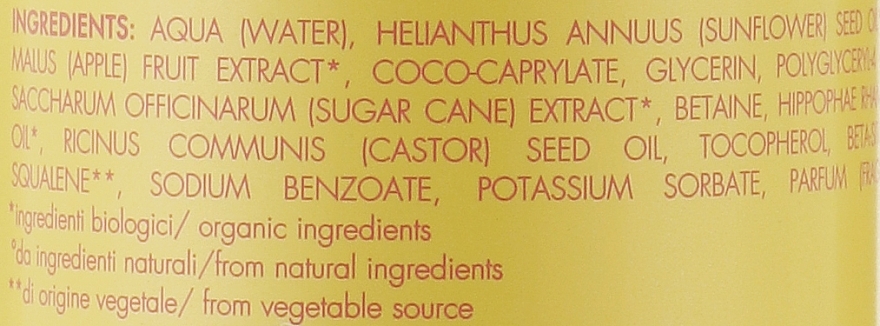 INGREDIENTS: AQUA (WATER), HELIANTHUS ANNUUS (SUNFLOWER) SEED
MALUS (APPLE) FRUIT EXTRACT*, COCO-CAPRYLATE, GLYCERIN,
SACCHARUM OFFICINARUM (SUGAR CANE) EXTRACT*, BETAINE, HIPPOPHAE
OIL*, RICINUS COMMUNIS (CASTOR) SEED OIL, TOCOPHEROL,
SQUALENE**, SODIUM BENZOATE, POTASSIUM SORBATE, PARFUM
*ingredienti biologici/ organic ingredients
°da ingredienti naturali/from natural ingredients
**di origine vegetale/ from vegetable source